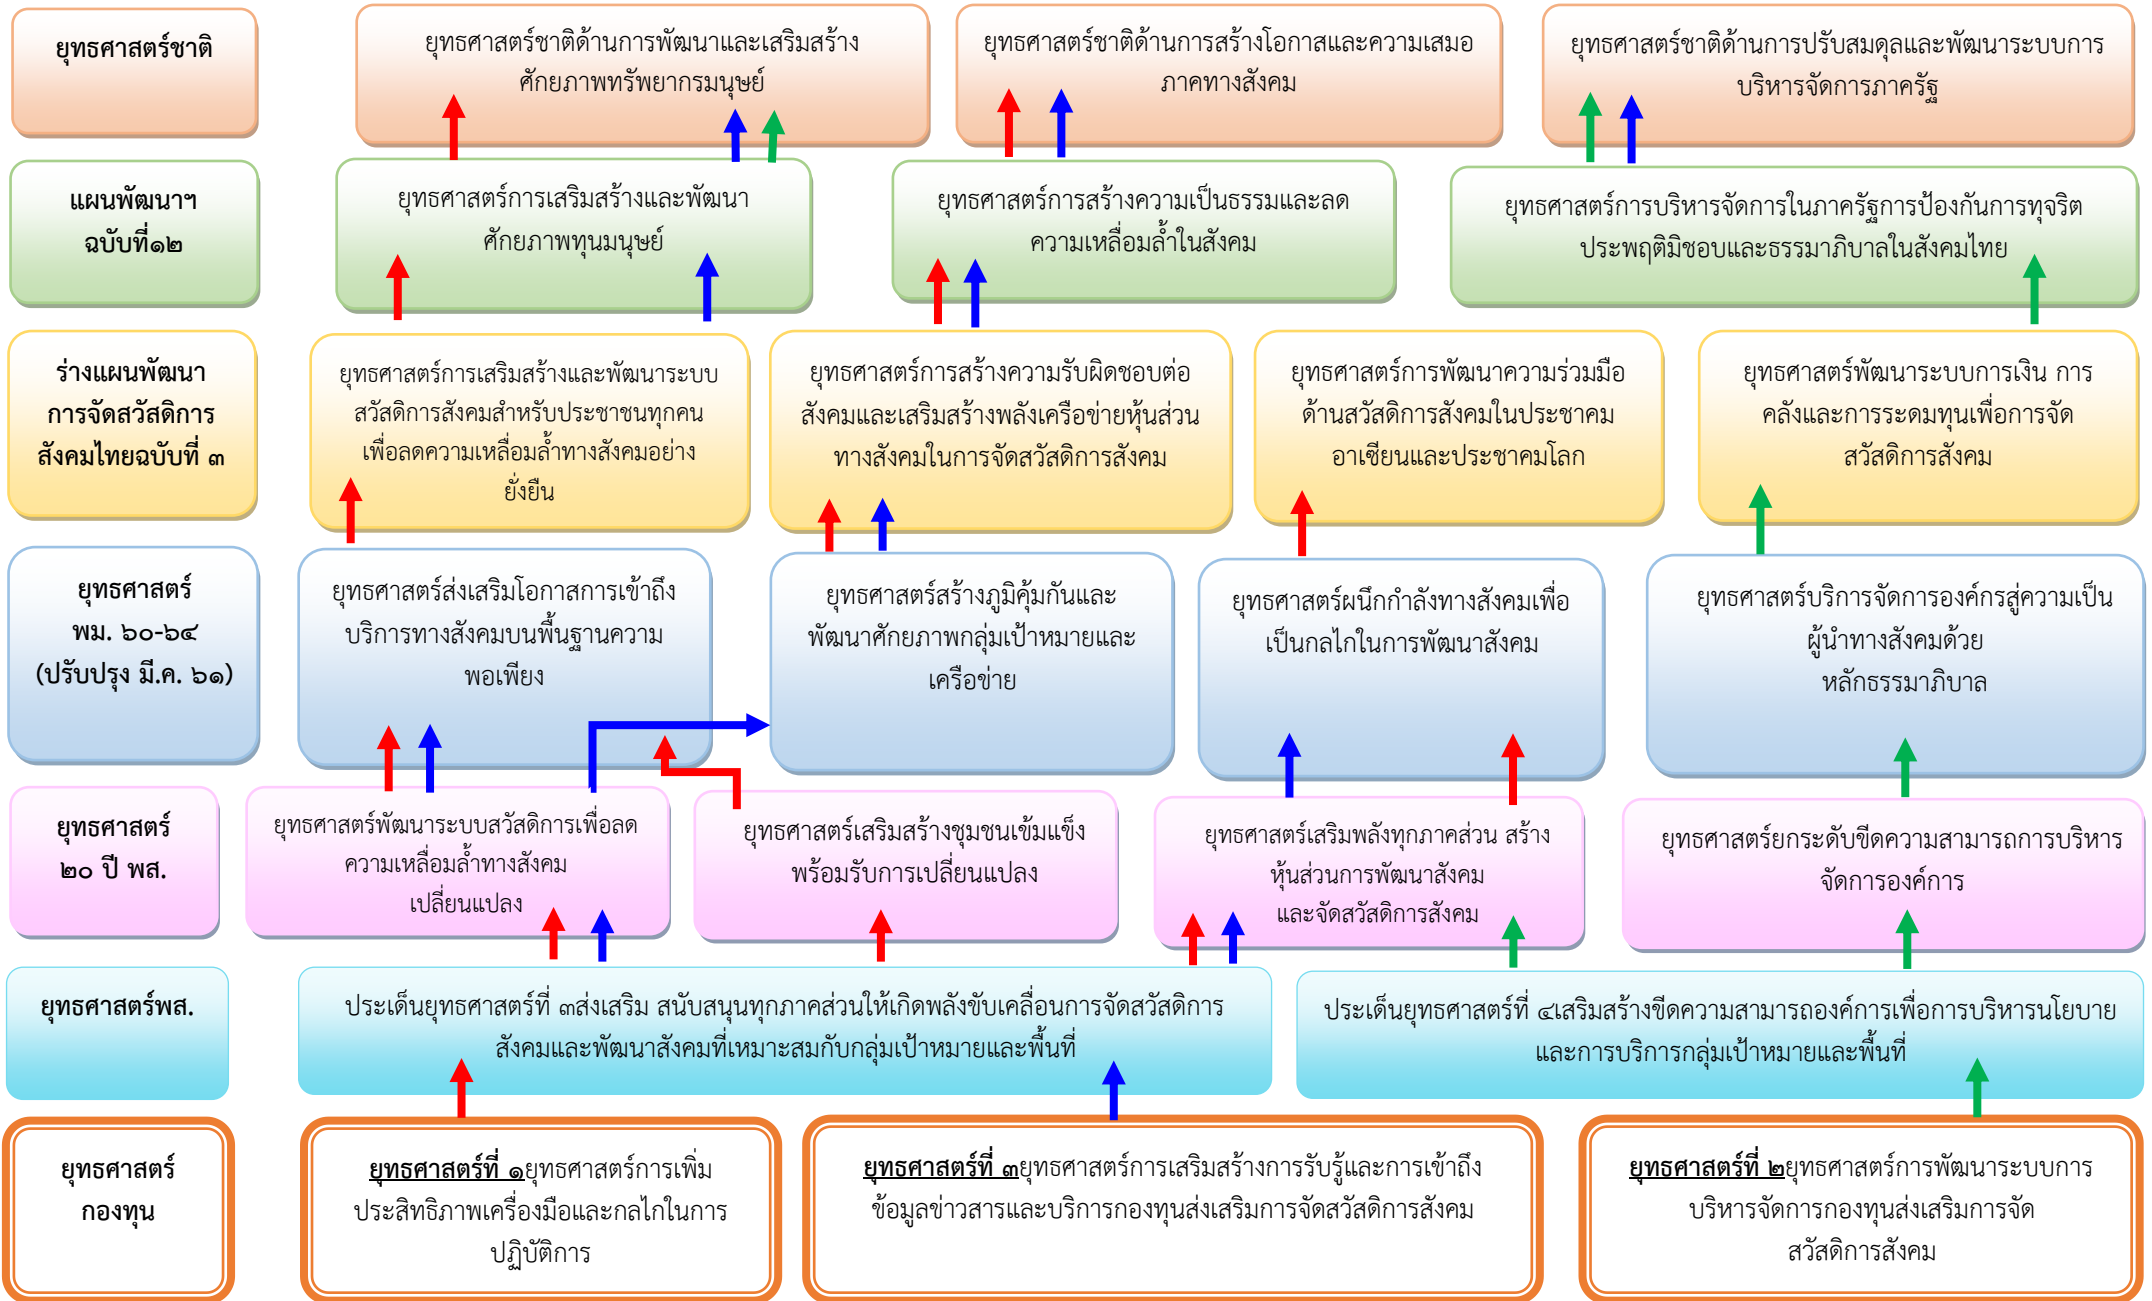 ยุทธศาสตร์ชาติ
ยุทธศาสตร์ชาติด้านการพัฒนาและเสริมสร้าง
ศักยภาพทรัพยากรมนุษย์
ยุทธศาสตร์ชาติด้านการสร้างโอกาสและความเสมอ
ภาคทางสังคม
ยุทธศาสตร์ชาติด้านการปรับสมดุลและพัฒนาระบบการ
บริหารจัดการภาครัฐ
แผนพัฒนาฯ
ฉบับที่๑๒
ยุทธศาสตร์การเสริมสร้างและพัฒนา
ศักยภาพทุนมนุษย์
ยุทธศาสตร์การสร้างความเป็นธรรมและลด
ความเหลื่อมล้ำในสังคม
ยุทธศาสตร์การบริหารจัดการในภาครัฐการป้องกันการทุจริต
ประพฤติมิชอบและธรรมาภิบาลในสังคมไทย
ร่างแผนพัฒนา
การจัดสวัสดิการ
สังคมไทยฉบับที่ ๓
ยุทธศาสตร์การเสริมสร้างและพัฒนาระบบ
สวัสดิการสังคมสำหรับประชาชนทุกคน
เพื่อลดความเหลื่อมล้ำทางสังคมอย่าง
ยั่งยืน
ยุทธศาสตร์การสร้างความรับผิดชอบต่อ
สังคมและเสริมสร้างพลังเครือข่ายหุ้นส่วน
ทางสังคมในการจัดสวัสดิการสังคม
ยุทธศาสตร์การพัฒนาความร่วมมือ
ด้านสวัสดิการสังคมในประชาคม
อาเซียนและประชาคมโลก
ยุทธศาสตร์พัฒนาระบบการเงิน การ
คลังและการระดมทุนเพื่อการจัด
สวัสดิการสังคม
ยุทธศาสตร์
พม. ๖๐-๖๔
(ปรับปรุง มี.ค. ๖๑)
ยุทธศาสตร์ส่งเสริมโอกาสการเข้าถึง
บริการทางสังคมบนพื้นฐานความ
พอเพียง
ยุทธศาสตร์สร้างภูมิคุ้มกันและ
พัฒนาศักยภาพกลุ่มเป้าหมายและ
เครือข่าย
ยุทธศาสตร์ผนึกกำลังทางสังคมเพื่อ
เป็นกลไกในการพัฒนาสังคม
ยุทธศาสตร์บริการจัดการองค์กรสู่ความเป็น
ผู้นำทางสังคมด้วย
หลักธรรมาภิบาล
ยุทธศาสตร์
๒๐ ปี พส.
ยุทธศาสตร์พัฒนาระบบสวัสดิการเพื่อลด
ความเหลื่อมล้ำทางสังคม
เปลี่ยนแปลง
ยุทธศาสตร์เสริมสร้างชุมชนเข้มแข็ง
พร้อมรับการเปลี่ยนแปลง
ยุทธศาสตร์เสริมพลังทุกภาคส่วน สร้าง
หุ้นส่วนการพัฒนาสังคม
และจัดสวัสดิการสังคม
ยุทธศาสตร์ยกระดับขีดความสามารถการบริหาร
จัดการองค์การ
ยุทธศาสตร์พส.
ประเด็นยุทธศาสตร์ที่ ๓ส่งเสริม สนับสนุนทุกภาคส่วนให้เกิดพลังขับเคลื่อนการจัดสวัสดิการ
สังคมและพัฒนาสังคมที่เหมาะสมกับกลุ่มเป้าหมายและพื้นที่
ประเด็นยุทธศาสตร์ที่ ๔เสริมสร้างขีดความสามารถองค์การเพื่อการบริหารนโยบาย
และการบริการกลุ่มเป้าหมายและพื้นที่
ยุทธศาสตร์
กองทุน
ยุทธศาสตร์ที่ ๑ยุทธศาสตร์การเพิ่ม
ประสิทธิภาพเครื่องมือและกลไกในการ
ปฏิบัติการ
ยุทธศาสตร์ที่ ๓ยุทธศาสตร์การเสริมสร้างการรับรู้และการเข้าถึง
ข้อมูลข่าวสารและบริการกองทุนส่งเสริมการจัดสวัสดิการสังคม
ยุทธศาสตร์ที่ ๒ยุทธศาสตร์การพัฒนาระบบการ
บริหารจัดการกองทุนส่งเสริมการจัด
สวัสดิการสังคม